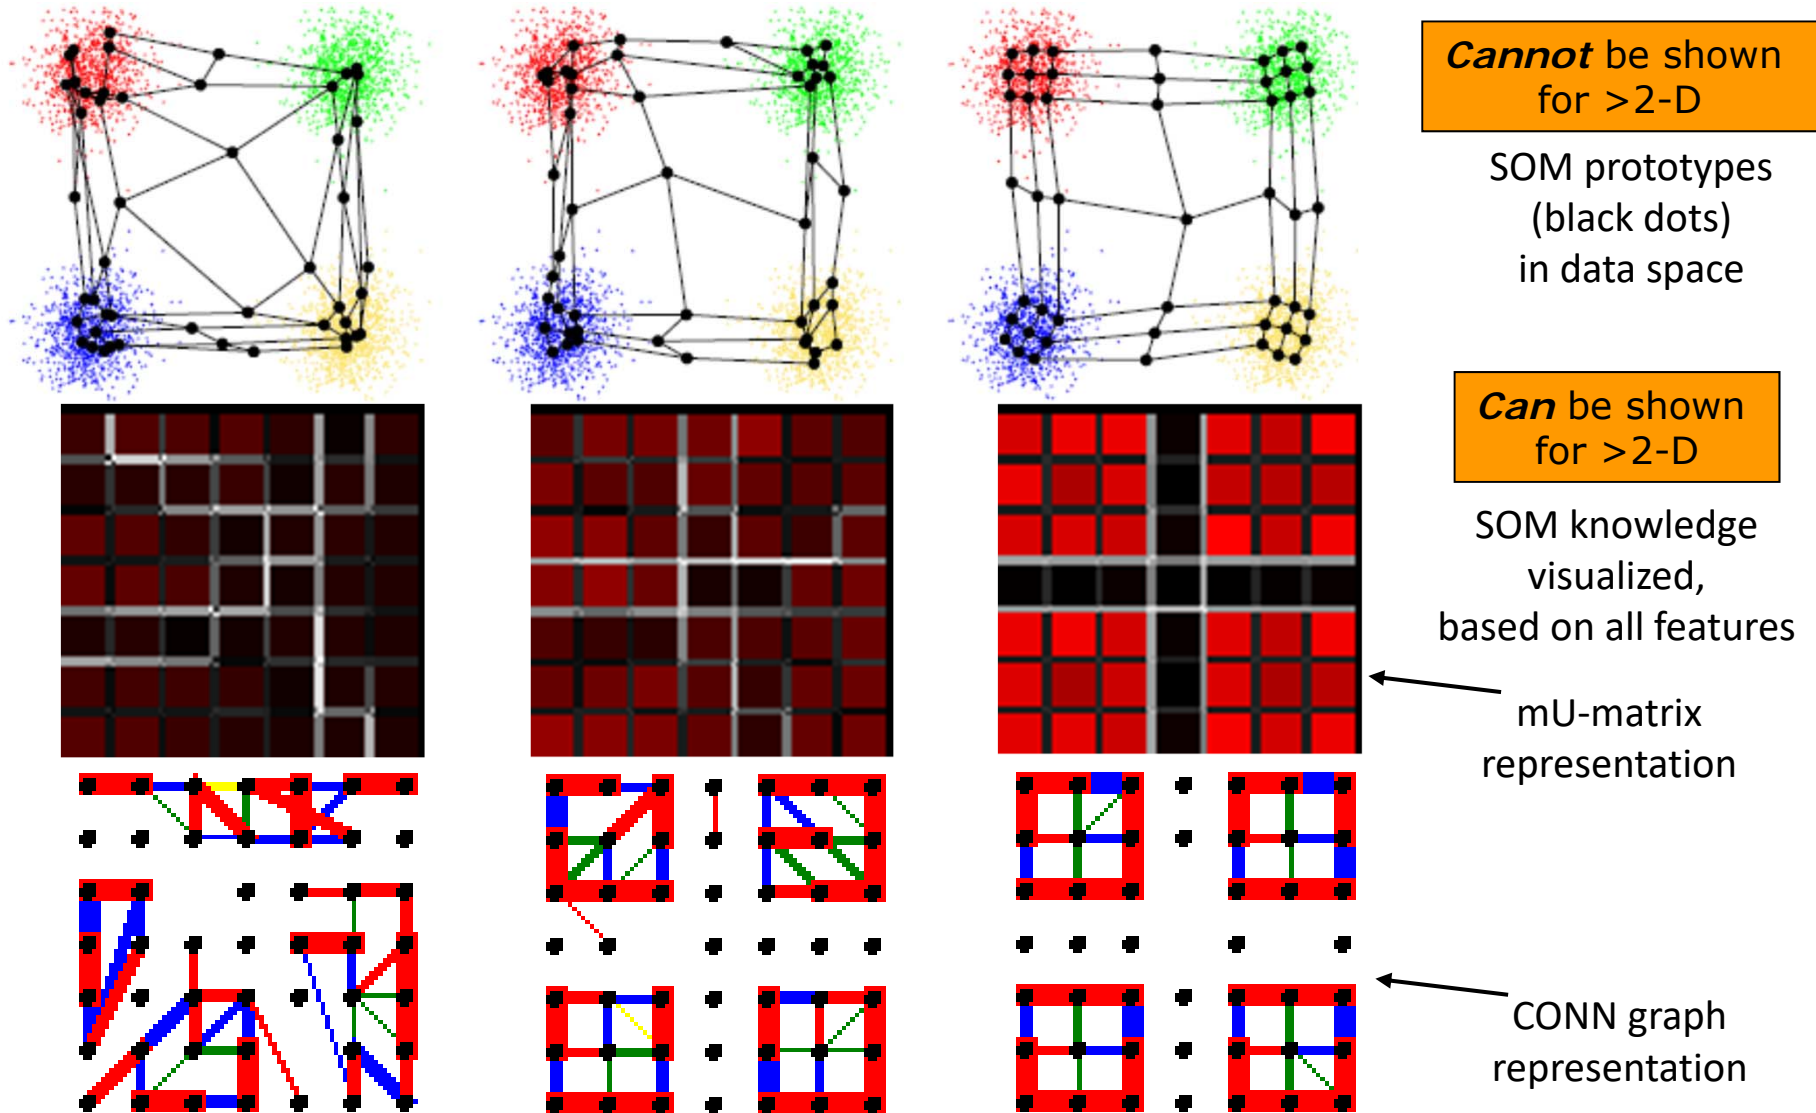 Cannot be shown
for >2-D
SOM prototypes
(black dots)
in data space
Can be shown
for >2-D
SOM knowledge
visualized,
based on all features
mU-matrix
representation
CONN graph
representation